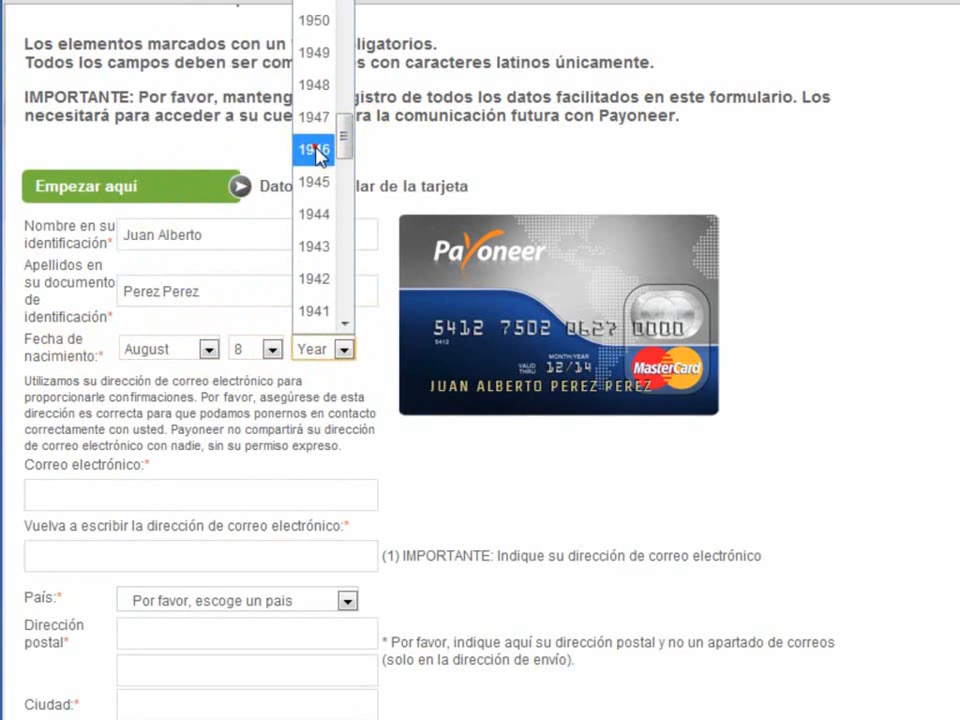 Los elementos marcados con un ligatorios.
Todos los campos deben ser com s con caracteres latinos únicamente.
IMPORTANTE: Por favor, manteng gistro de todos los datos facilitados en este formulario. Los
necesitará para acceder a su cue ra la comunicación futura con Payoneer.
1950
1949
1948
1947
1946
1945
1944
1943
1942
1941
Empezar aquí
Dato lar de la tarjeta
Nombre en su
identificación*
Juan Alberto
Apellidos en
su documento
de
identificación*
Perez Perez
Fecha de
nacimiento:*
August
8
Year
Payoneer
5412 7502 0627 0000
5412
MONTH/YEAR
VALID
THRU
12/14
JUAN ALBERTO PEREZ PEREZ
MasterCard
Utilizamos su dirección de correo electrónico para
proporcionarle confirmaciones. Por favor, asegúrese de esta
dirección es correcta para que podamos ponernos en contacto
correctamente con usted. Payoneer no compartirá su dirección
de correo electrónico con nadie, sin su permiso expreso.
Correo electrónico:*
Vuelva a escribir la dirección de correo electrónico:*
(1) IMPORTANTE: Indique su dirección de correo electrónico
País:*
Por favor, escoge un pais
Dirección
postal*
* Por favor, indique aquí su dirección postal y no un apartado de correos
(solo en la dirección de envío).
Ciudad:*